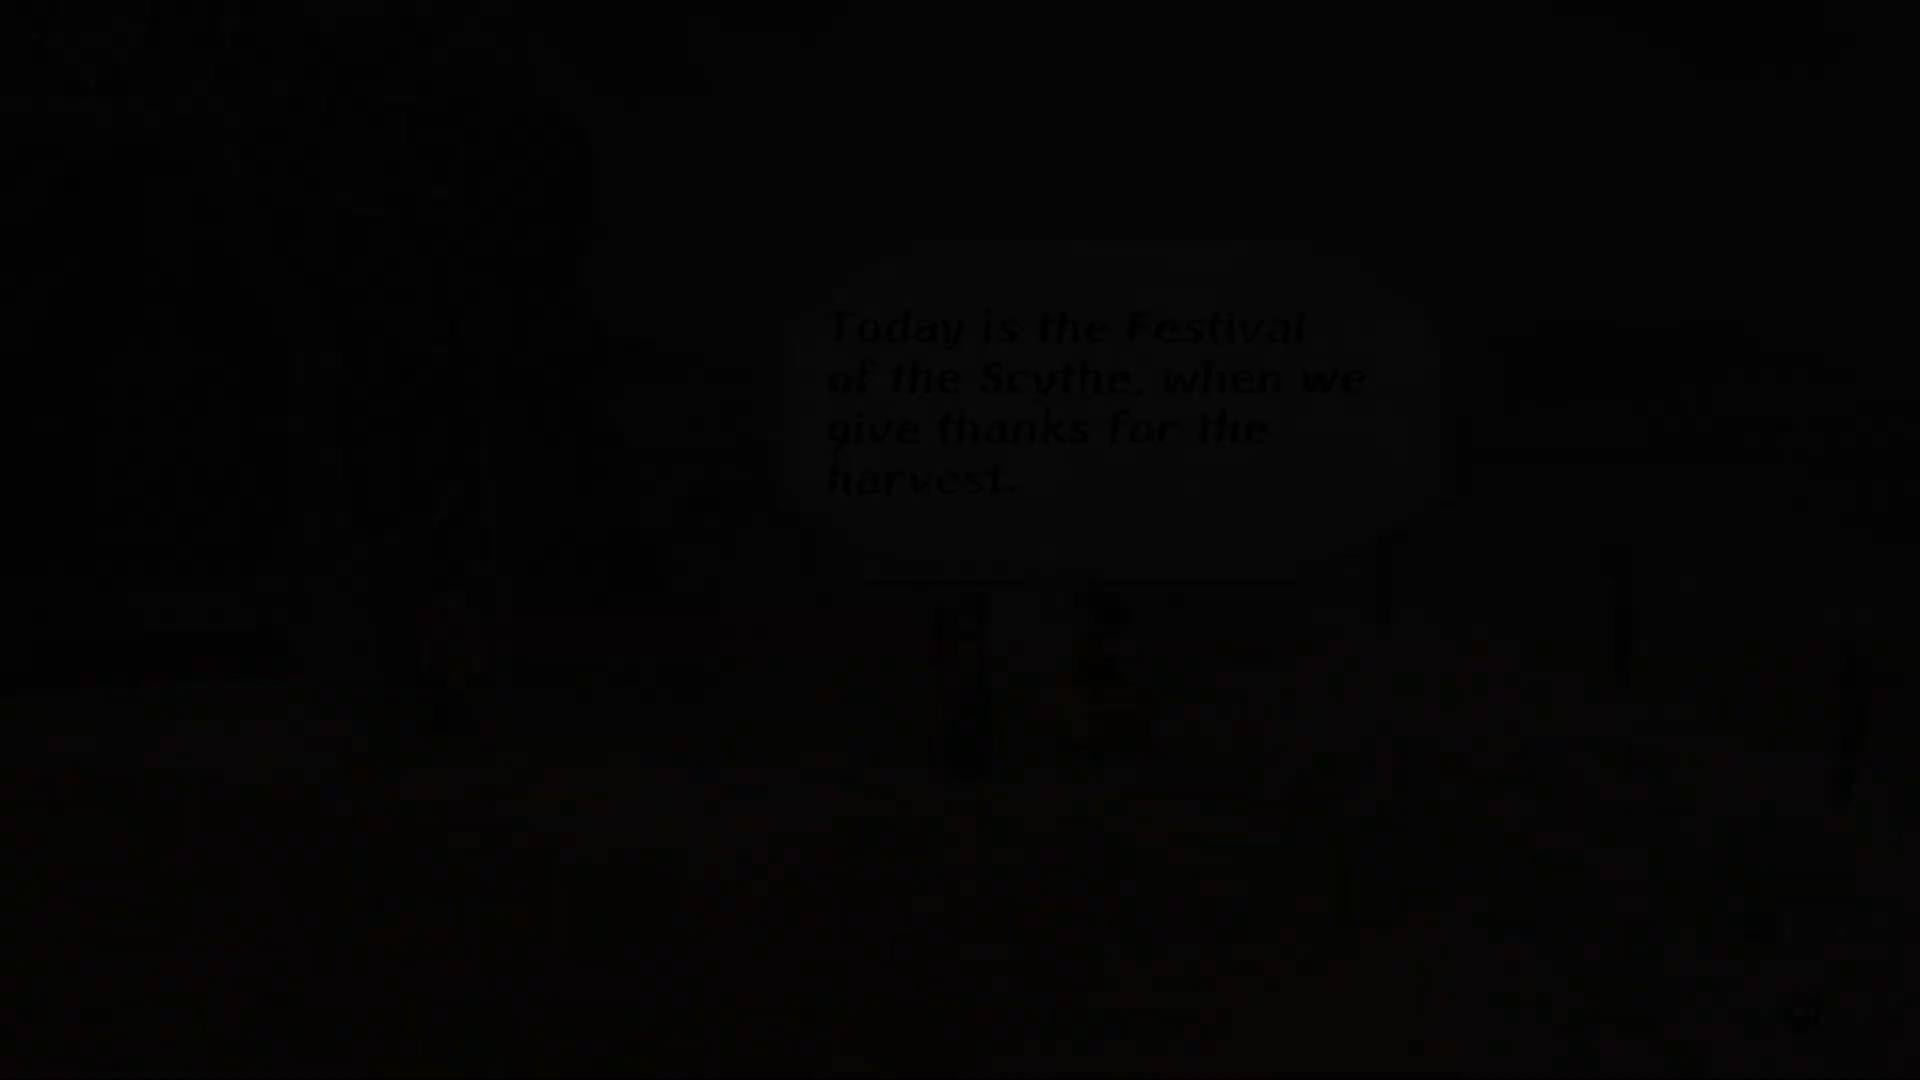 Today is the Festival
of the Scythe, when we
give thanks for the
harvest.